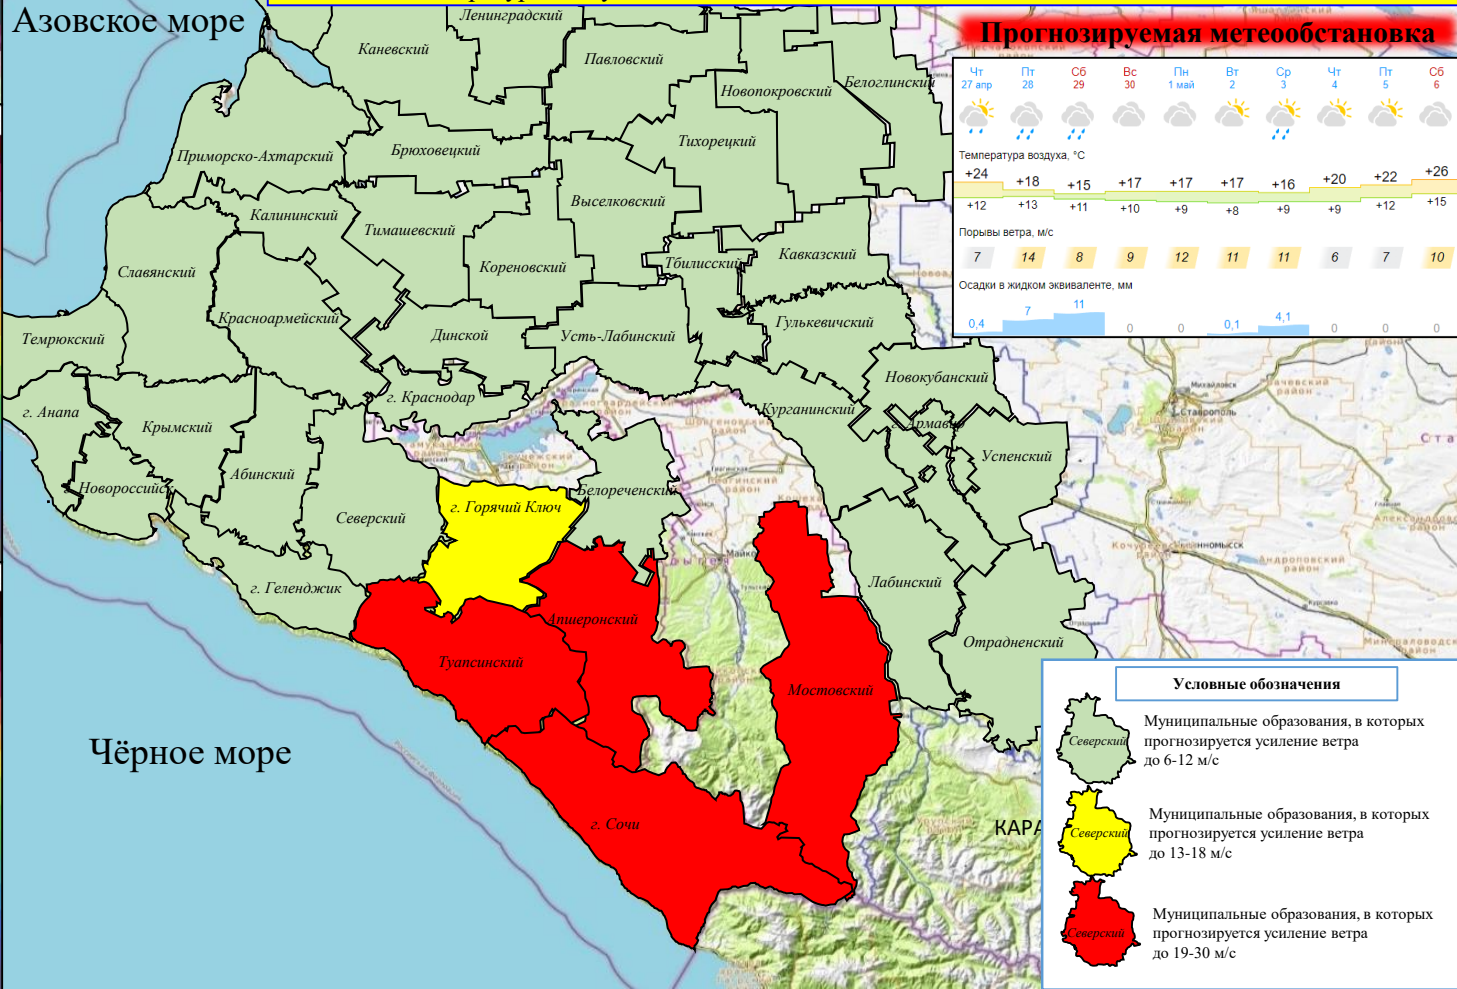 Азовское море
Ленинградский
Каневский
Павловский
Новопокровский
Белоглинский
Приморско-Ахтарский
Брюховецкий
Тихорецкий
Калининский
Тимашевский
Выселковский
Славянский
Кореновский
Тбилисский
Кавказский
Красноармейский
Динской
Усть-Лабинский
Гулькевичский
Темрюкский
г. Краснодар
Новокубанский
г. Анапа
Крымский
Курганинский
г. Армавир
Абинский
Успенский
г. Новороссийск
Северский
г. Горячий Ключ
Белореченский
г. Геленджик
Апшеронский
Лабинский
Туапсинский
Мостовский
Отрадненский
Чёрное море
г. Сочи
КАРА
Михайловск
Ставрополь
Прогнозируемая метеообстановка
Чт Пт Сб Вс Пн Вт Ср Чт Пт Сб
27 апр 28 29 30 1 май 2 3 4 5 6
Температура воздуха, °C
+24 +18 +15 +17 +17 +17 +16 +20 +22 +26
+12 +13 +11 +10 +9 +8 +9 +9 +12 +15
Порывы ветра, м/с
7 14 8 9 12 11 11 6 7 10
Осадки в жидком эквиваленте, мм
0,4 7 11 0 0 0,1 4,1 0 0 0
Условные обозначения
Северский
Муниципальные образования, в которых
прогнозируется усиление ветра
до 6-12 м/с
Северский
Муниципальные образования, в которых
прогнозируется усиление ветра
до 13-18 м/с
Северский
Муниципальные образования, в которых
прогнозируется усиление ветра
до 19-30 м/с